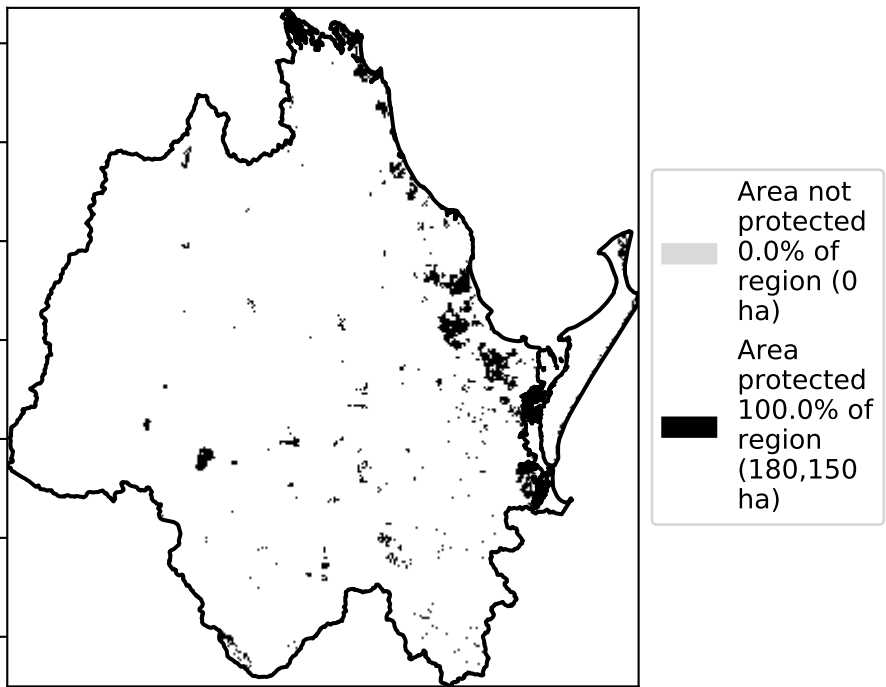 Area not
protected
0.0% of
region (0
ha)
Area
protected
100.0% of
region
(180,150
ha)